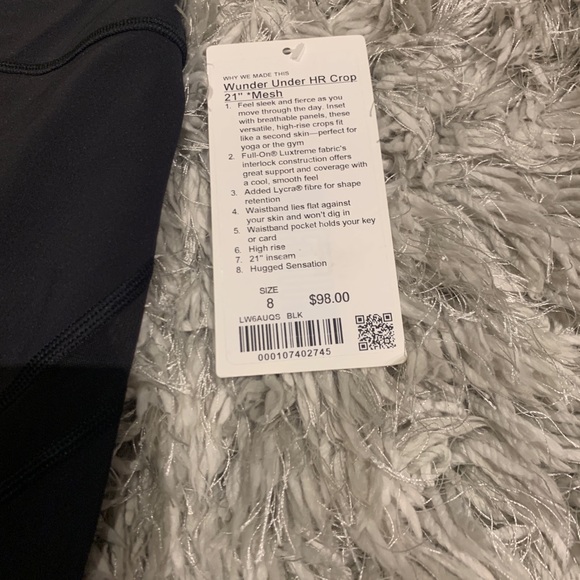 WHY WE MADE THIS
Wunder Under HR Crop
21" *Mesh
1. Feel sleek and fierce as you
move through the day. Inset
with breathable panels, these
versatile, high-rise crops fit
like a second skin—perfect for
yoga or the gym
2. Full-On® Luxtreme fabric's
interlock construction offers
great support and coverage with
a cool, smooth feel
3. Added Lycra® fibre for shape
retention
4. Waistband lies flat against
your skin and won't dig in
5. Waistband pocket holds your key
or card
6. High rise
7. 21" inseam
8. Hugged Sensation
SIZE
8 $98.00
LW6AUQS BLK
000107402745